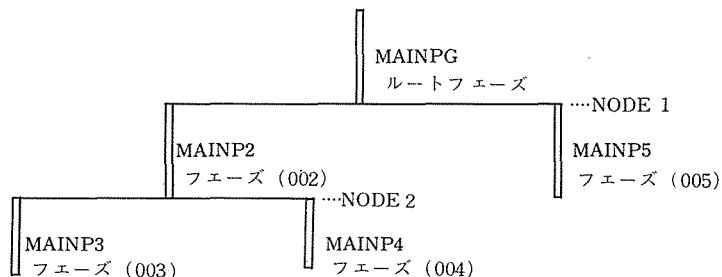 MAINPG
ルートフェーズ
····NODE 1
MAINP2
フェーズ (002)
MAINP5
フェーズ (005)
····NODE 2
MAINP3
フェーズ (003)
MAINP4
フェーズ (004)